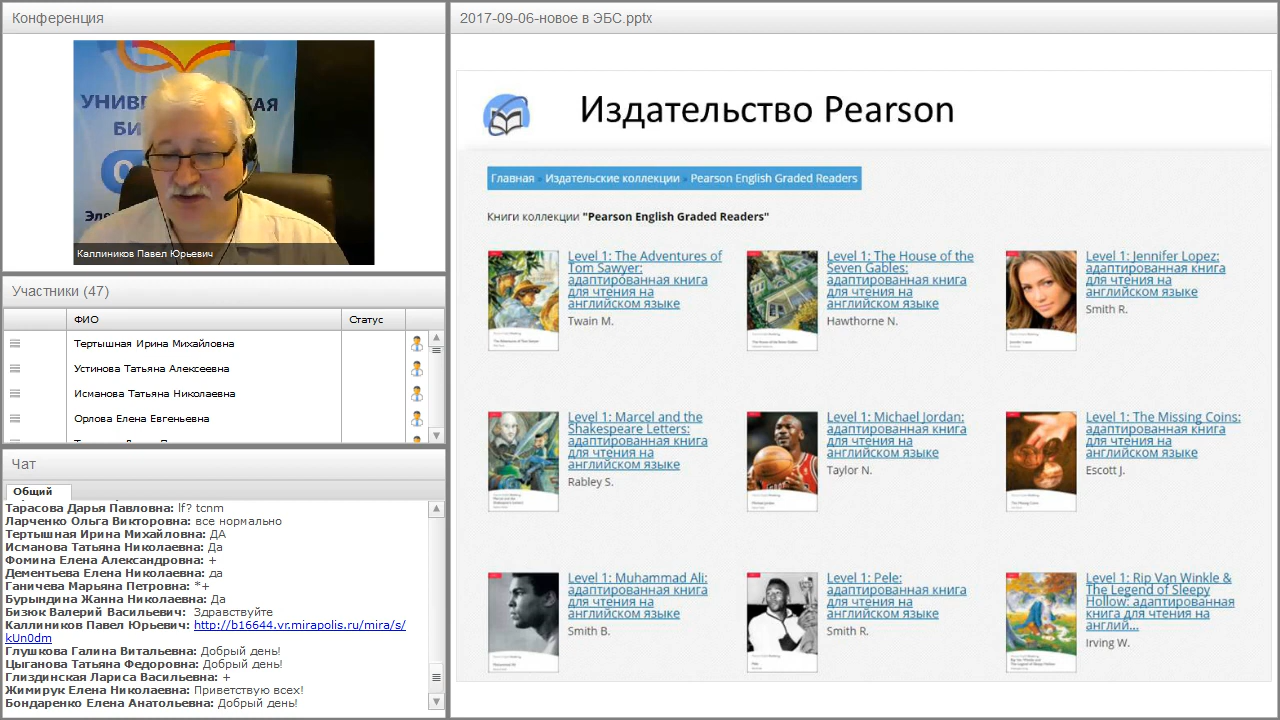 Конференция
УНИВЕРСИТЕТСКАЯ
Каллиников Павел Юрьевич
Участники (47)
ФИО
Статус
Тертышная Ирина Михайловна
Устинова Татьяна Алексеевна
Исманова Татьяна Николаевна
Орлова Елена Евгеньевна
Чат
Общий
Тарасова Дарья Павловна: lf? tcnm
Ларченко Ольга Викторовна: все нормально
Тертышная Ирина Михайловна: ДА
Исманова Татьяна Николаевна: Да
Фомина Елена Александровна: +
Дементьева Елена Николаевна: да
Ганичева Марьяна Петровна: *+
Бурындина Жанна Николаевна: Да
Бизюк Валерий Васильевич: Здравствуйте
Каллиников Павел Юрьевич: http://b16644.vr.mirapolis.ru/mira/s/
kUn0dm
Глушкова Галина Витальевна: Добрый день!
Цыганова Татьяна Федоровна: Добрый день!
Глиздинская Лариса Васильевна: +
Жимирук Елена Николаевна: Приветствую всех!
Бондаренко Елена Анатольевна: Добрый день!
2017-09-06-новое в ЭБС.pptx
Издательство Pearson
Главная » Издательские коллекции » Pearson English Graded Readers
Книги коллекции "Pearson English Graded Readers"
Level 1: The Adventures of
Tom Sawyer:
адаптированная книга
для чтения на
английском языке
Twain M.
Level 1: The House of the
Seven Gables:
адаптированная книга
для чтения на
английском языке
Hawthorne N.
Level 1: Jennifer Lopez:
адаптированная книга
для чтения на
английском языке
Smith R.
Level 1: Marcel and the
Shakespeare Letters:
адаптированная книга
для чтения на
английском языке
Rabley S.
Level 1: Michael Jordan:
адаптированная книга
для чтения на
английском языке
Taylor N.
Level 1: The Missing Coins:
адаптированная книга
для чтения на
английском языке
Escott J.
Level 1: Muhammad Ali:
адаптированная книга
для чтения на
английском языке
Smith B.
Level 1: Pele:
адаптированная книга
для чтения на
английском языке
Smith R.
Level 1: Rip Van Winkle &
The Legend of Sleepy
Hollow: адаптированная
книга для чтения на
англий...
Irving W.